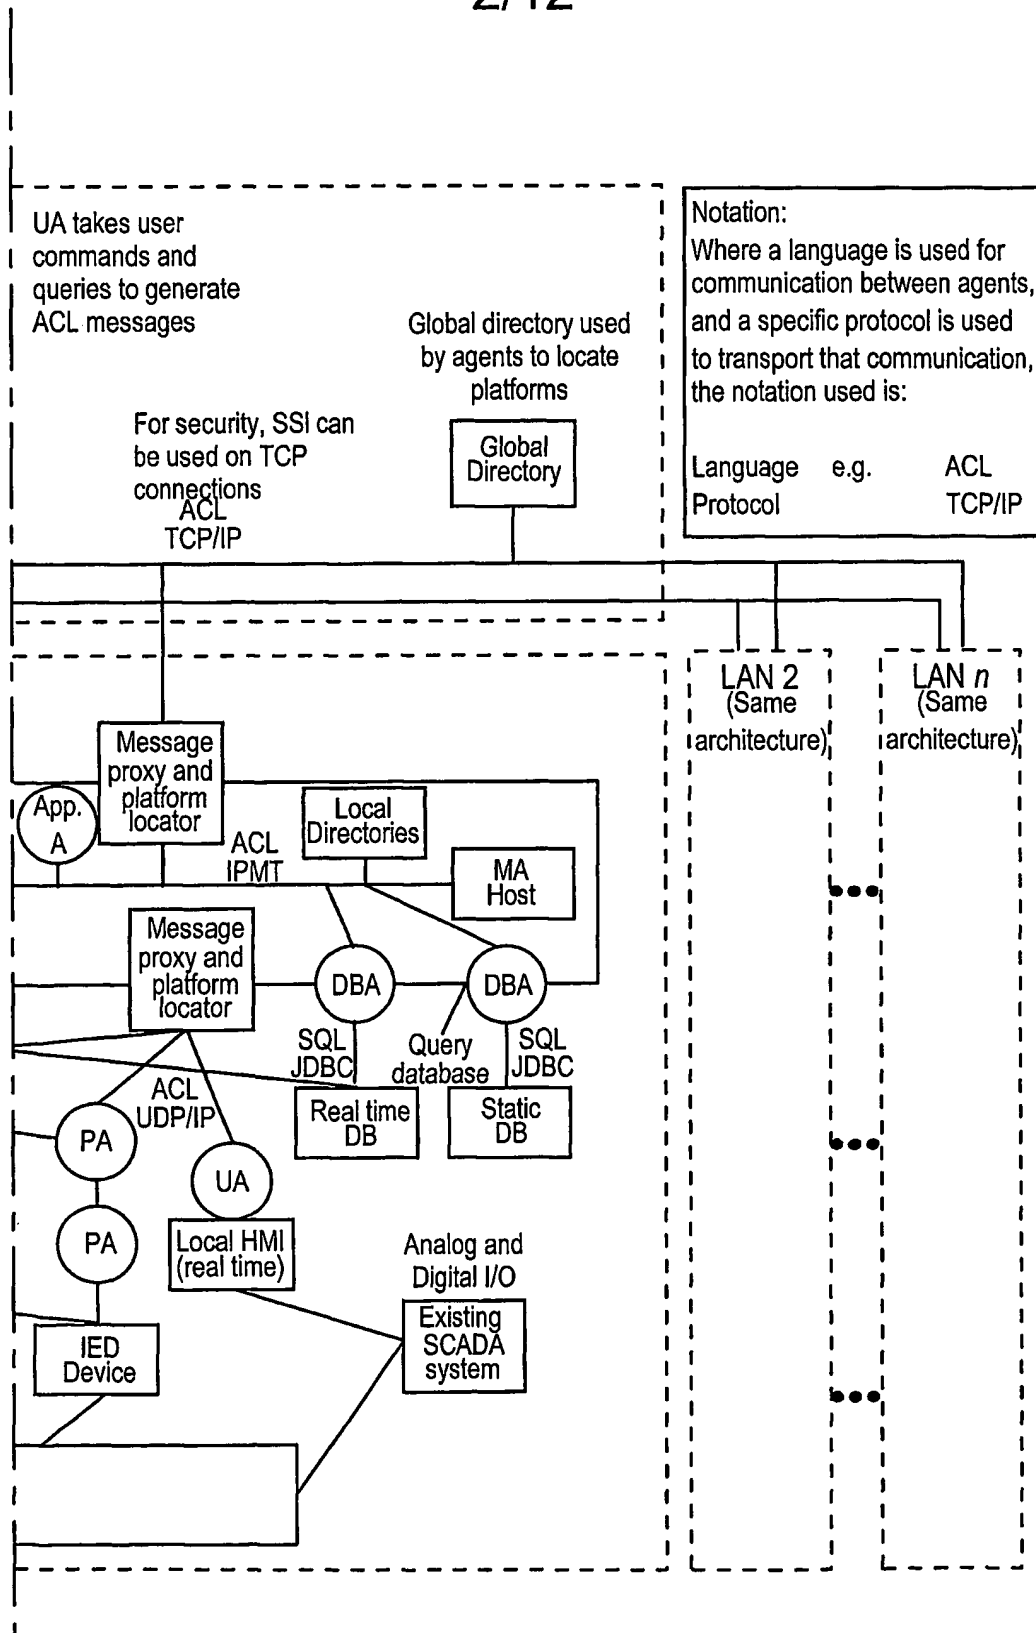 2/12
UA takes user
commands and
queries to generate
ACL messages
Global directory used
by agents to locate
platforms
For security, SSI can
be used on TCP
connections
ACL
TCP/IP
Global
Directory
Notation:
Where a language is used for
communication between agents,
and a specific protocol is used
to transport that communication,
the notation used is:
Language e.g. ACL
Protocol TCP/IP
LAN 2
(Same
architecture)
LAN n
(Same
architecture)
Message
proxy and
platform
locator
App.
A
ACL
IPMT
Local
Directories
MA
Host
Message
proxy and
platform
locator
DBA
DBA
SQL
JDBC
Query
database
SQL
JDBC
ACL
UDP/IP
Real time
DB
Static
DB
PA
UA
PA
Local HMI
(real time)
Analog and
Digital I/O
Existing
SCADA
system
IED
Device